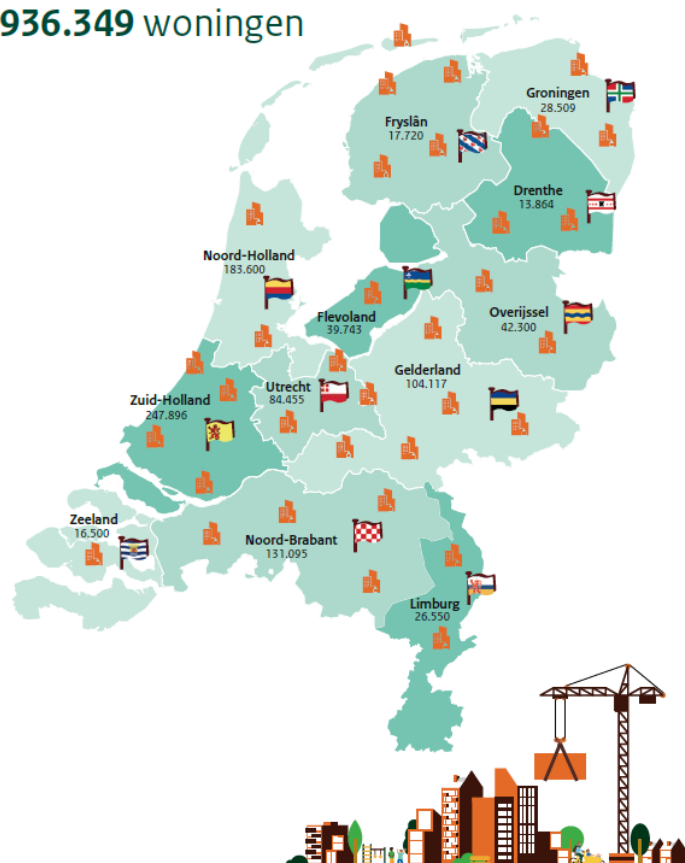 936.349 woningen
Groningen
28.509
Fryslân
17.720
Drenthe
13.864
Noord-Holland
183.600
Flevoland
39.743
Overijssel
42.300
Gelderland
104.117
Utrecht
84.455
Zuid-Holland
247.896
Zeeland
16.500
Noord-Brabant
131.095
Limburg
26.550